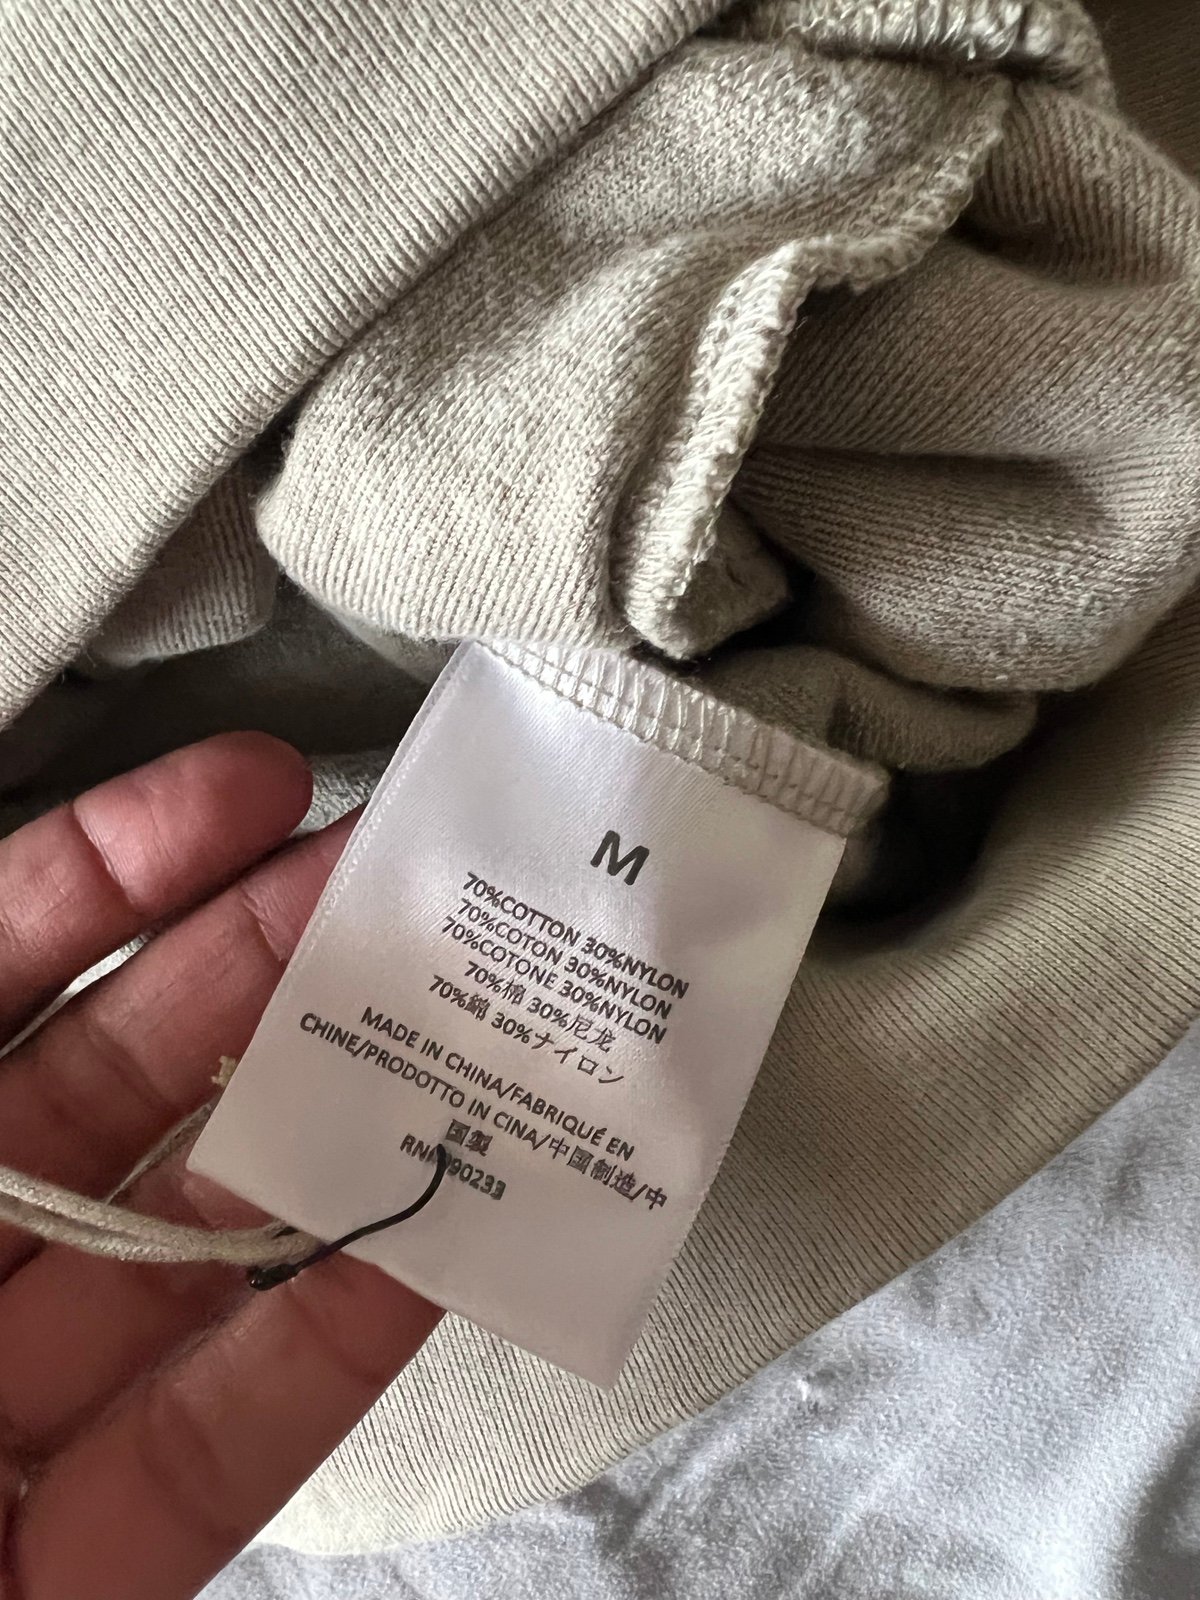 M
70%COTTON 30%NYLON
70%COTON 30%NYLON
70%COTONE 30%NYLON
70%棉 30%尼龙
70%綿 30%ナイロン
MADE IN CHINA/FABRIQUÉ EN
CHINE/PRODOTTO IN CINA/中国制造/中
国製